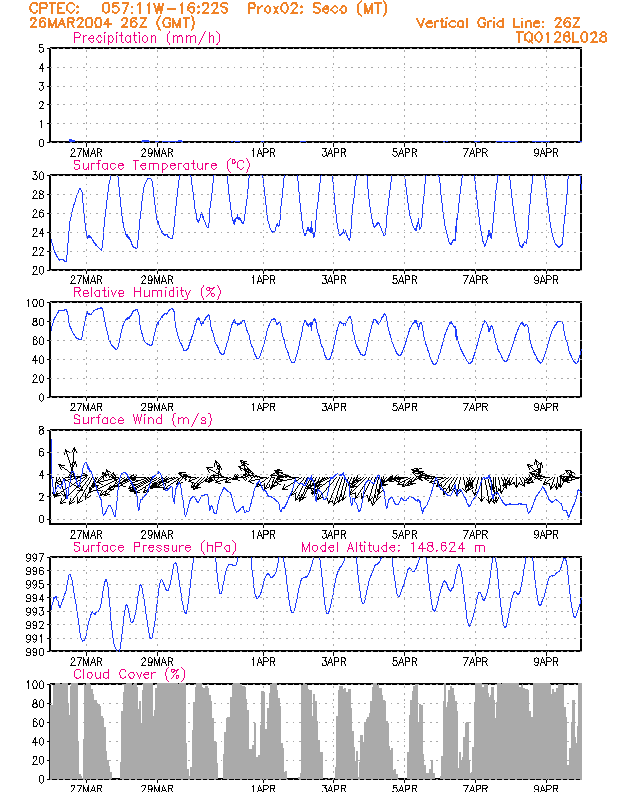 CPTEC: 057:11W-16:22S Prox02: Seco (MT)
26MAR2004 26Z (GMT) Vertical Grid Line: 26Z
Precipitation (mm/h) TQ0126L028
5
4
3
2
1
0
27MAR 29MAR 1APR 3APR 5APR 7APR 9APR
Surface Temperature (°C)
30
28
26
24
22
20
27MAR 29MAR 1APR 3APR 5APR 7APR 9APR
Relative Humidity (%)
100
80
60
40
20
0
27MAR 29MAR 1APR 3APR 5APR 7APR 9APR
Surface Wind (m/s)
8
6
4
2
0
27MAR 29MAR 1APR 3APR 5APR 7APR 9APR
Surface Pressure (hPa) Model Altitude: 148.624 m
997
996
995
994
993
992
991
990
27MAR 29MAR 1APR 3APR 5APR 7APR 9APR
Cloud Cover (%)
100
80
60
40
20
0
27MAR 29MAR 1APR 3APR 5APR 7APR 9APR